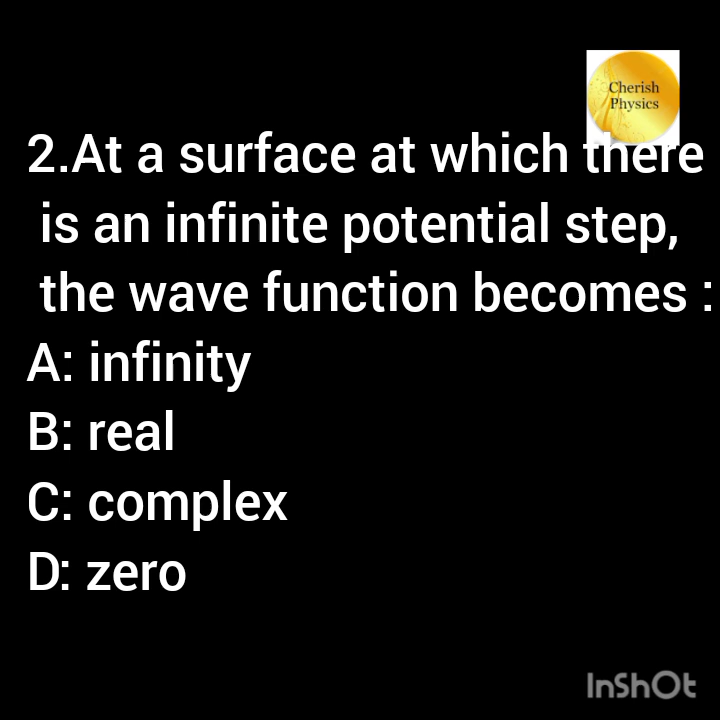 Cherish
Physics
2.At a surface at which there
is an infinite potential step,
the wave function becomes :
A: infinity
B: real
C: complex
D: zero
InShOt